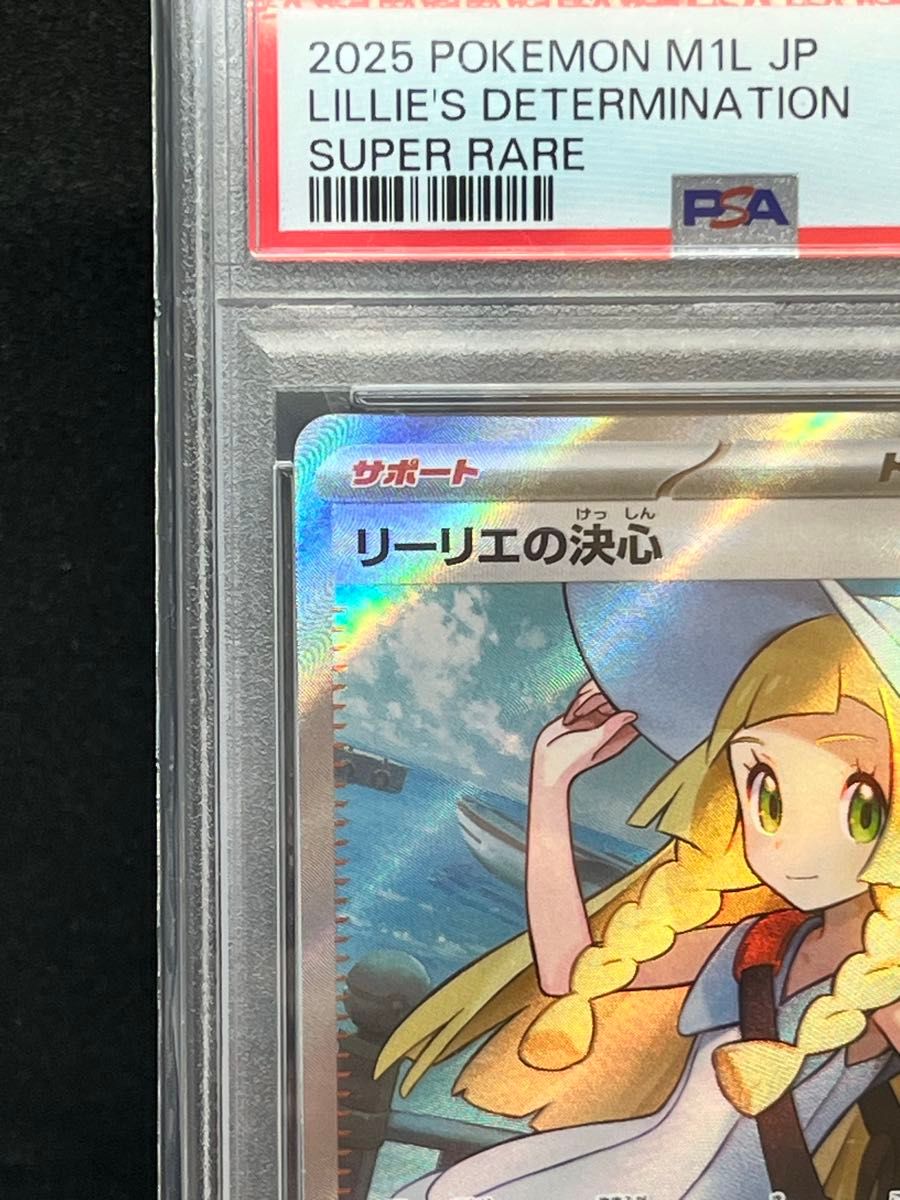 2025 POKEMON M1L JP
LILLIE'S DETERMINATION
SUPER RARE
PSA
サポート
けっ しん
リーリエの決心